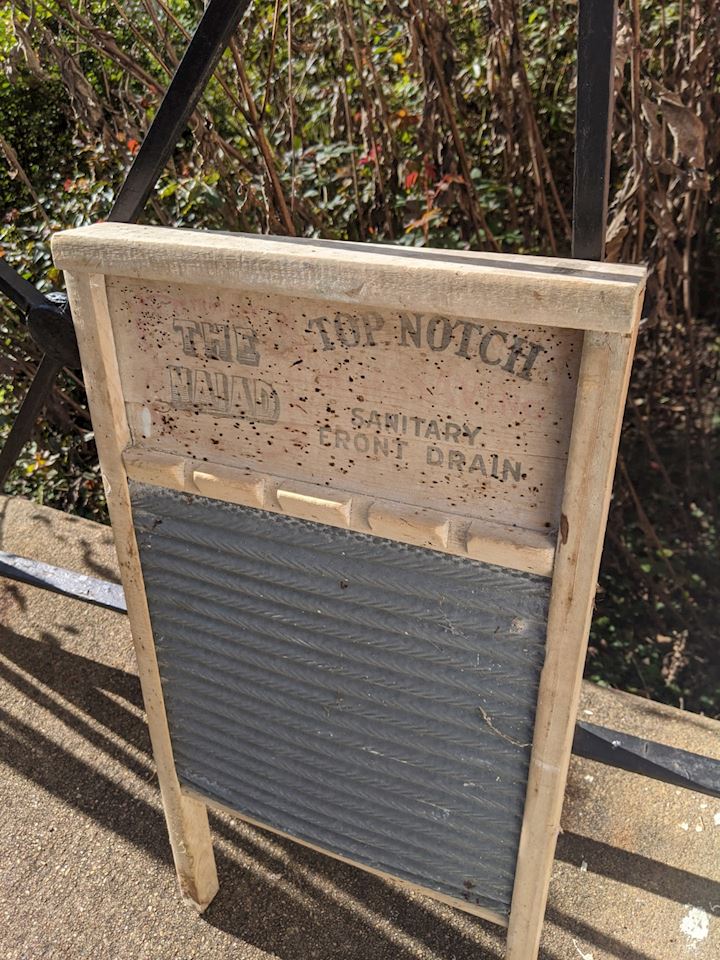 THE
NAIAD
TOP NOTCH
SANITARY
FRONT DRAIN